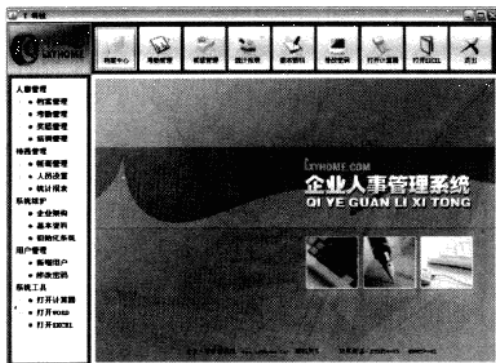 档案中心 考勤管理 奖惩管理 统计报表 基本资料 修改密码 打开计算器 打开EXCEL 退出
人事管理
档案管理
考勤管理
奖惩管理
培训管理
待遇管理
账套管理
人员设置
统计报表
系统维护
企业架构
基本资料
初始化系统
用户管理
新增用户
修改密码
系统工具
打开计算器
打开WORD
打开EXCEL
LXYHOME.COM
企业人事管理系统
QI YE GUAN LI XI TONG